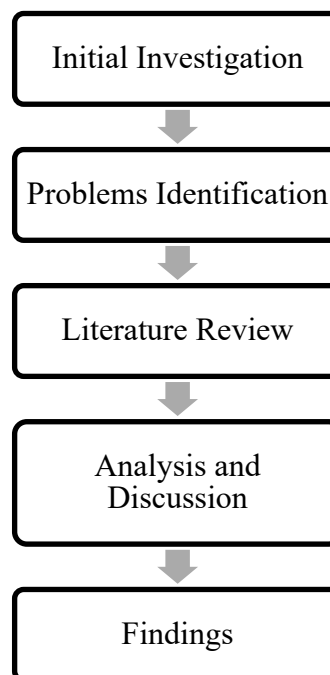 Initial Investigation
Problems Identification
Literature Review
Analysis and
Discussion
Findings